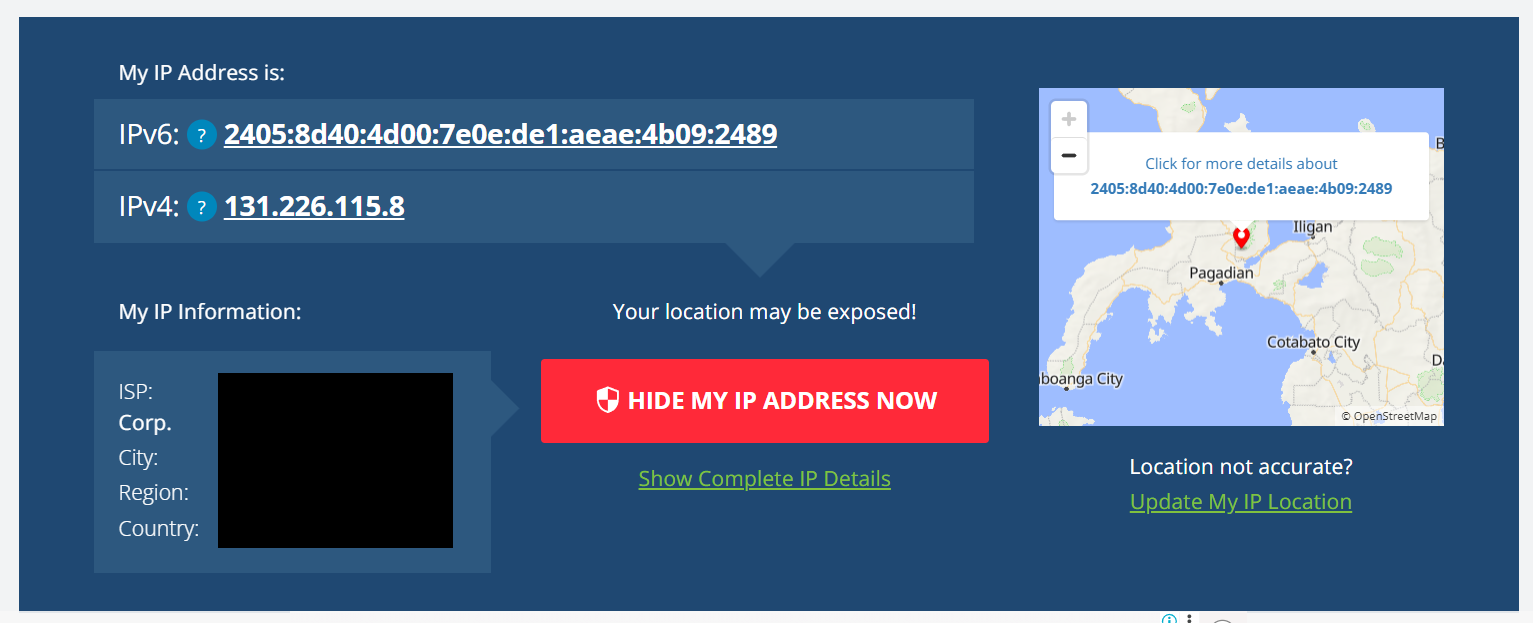 My IP Address is:
IPv6: ? 2405:8d40:4d00:7e0e:de1:aeae:4b09:2489
IPv4: ? 131.226.115.8
My IP Information:
ISP:
Corp.
City:
Region:
Country:
Your location may be exposed!
HIDE MY IP ADDRESS NOW
Show Complete IP Details
+
−
Click for more details about
2405:8d40:4d00:7e0e:de1:aeae:4b09:2489
B
Iligan
Pagadian
Cotabato City
D
boanga City
© OpenStreetMap
Location not accurate?
Update My IP Location